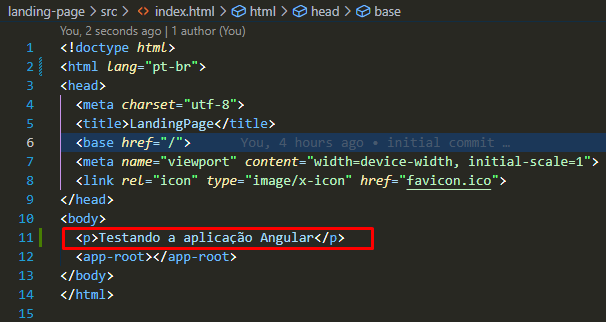 landing-page > src > <> index.html > html > head > base
You, 2 seconds ago | 1 author (You)
1 <!doctype html>
2 <html lang="pt-br">
3 <head>
4 <meta charset="utf-8">
5 <title>LandingPage</title>
6 <base href="/"> You, 4 hours ago • initial commit …
7 <meta name="viewport" content="width=device-width, initial-scale=1">
8 <link rel="icon" type="image/x-icon" href="favicon.ico">
9 </head>
10 <body>
11 <p>Testando a aplicação Angular</p>
12 <app-root></app-root>
13 </body>
14 </html>
15